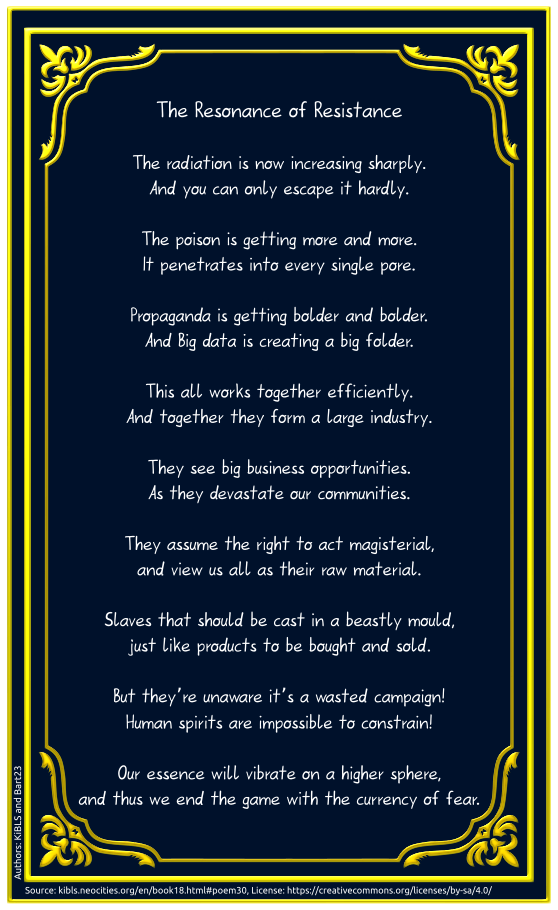 The Resonance of Resistance
The radiation is now increasing sharply.
And you can only escape it hardly.
The poison is getting more and more.
It penetrates into every single pore.
Propaganda is getting bolder and bolder.
And Big data is creating a big folder.
This all works together efficiently.
And together they form a large industry.
They see big business opportunities.
As they devastate our communities.
They assume the right to act magisterial,
and view us all as their raw material.
Slaves that should be cast in a beastly mould,
just like products to be bought and sold.
But they're unaware it's a wasted campaign!
Human spirits are impossible to constrain!
Our essence will vibrate on a higher sphere,
and thus we end the game with the currency of fear.
Authors: KiBLS and Bart23
Source: kibls.neocities.org/en/book18.html#poem30, License: https://creativecommons.org/licenses/by-sa/4.0/